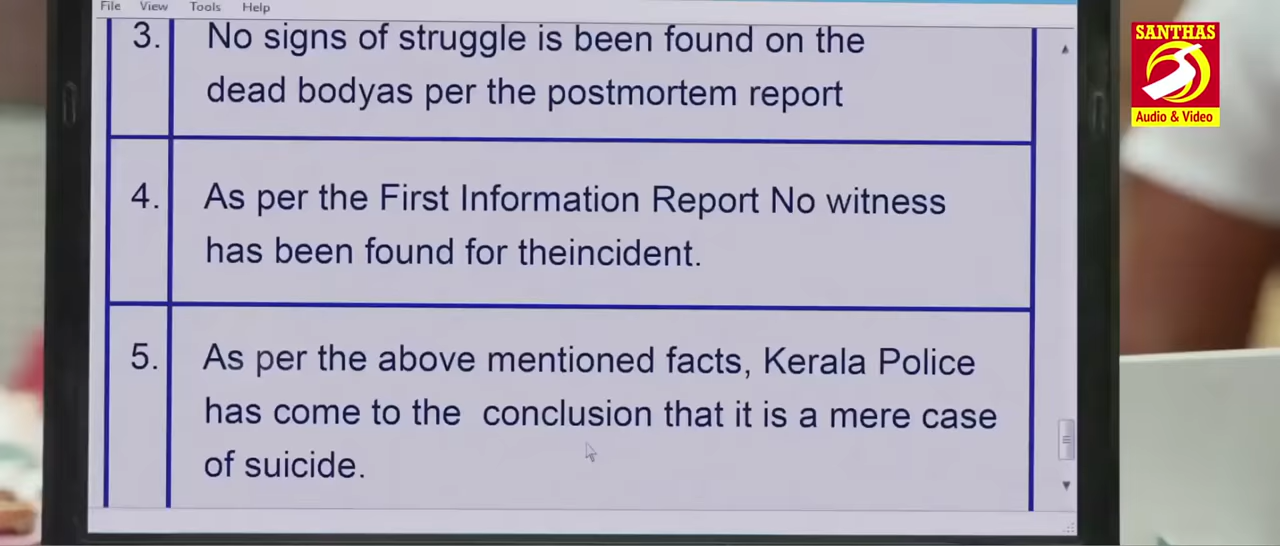 File View Tools Help
3. No signs of struggle is been found on the
dead bodyas per the postmortem report
4. As per the First Information Report No witness
has been found for theincident.
5. As per the above mentioned facts, Kerala Police
has come to the conclusion that it is a mere case
of suicide.
SANTHAS
Audio & Video